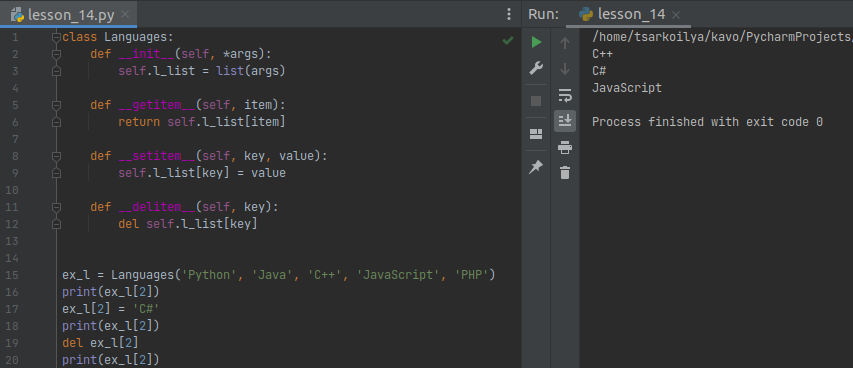 lesson_14.py
1 class Languages:
2     def __init__(self, *args):
3         self.l_list = list(args)
4
5     def __getitem__(self, item):
6         return self.l_list[item]
7
8     def __setitem__(self, key, value):
9         self.l_list[key] = value
10
11     def __delitem__(self, key):
12         del self.l_list[key]
13
14
15 ex_l = Languages('Python', 'Java', 'C++', 'JavaScript', 'PHP')
16 print(ex_l[2])
17 ex_l[2] = 'C#'
18 print(ex_l[2])
19 del ex_l[2]
20 print(ex_l[2])
Run: lesson_14
/home/tsarkoilya/kavo/PycharmProjects/
C++
C#
JavaScript
Process finished with exit code 0